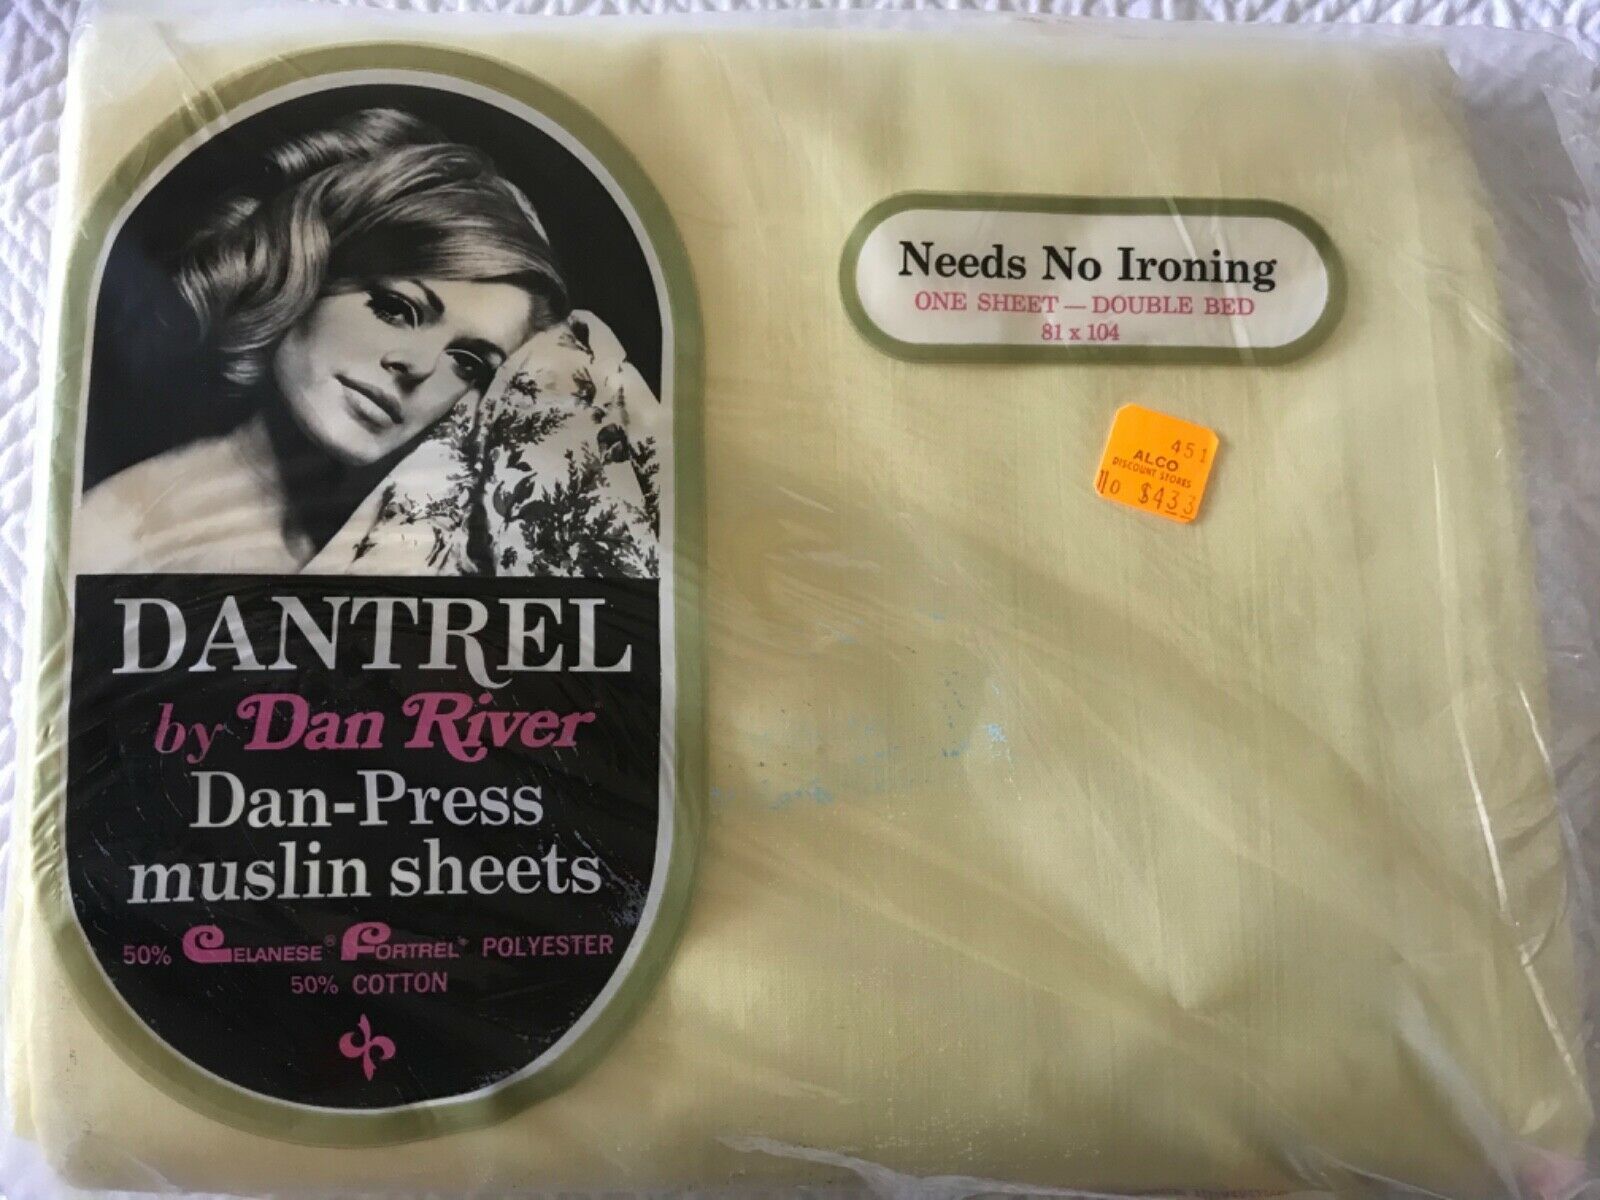 DANTREL
by Dan River
Dan-Press
muslin sheets
50% CELANESE® FORTREL® POLYESTER
50% COTTON
Needs No Ironing
ONE SHEET — DOUBLE BED
81 x 104
451
ALCO
DISCOUNT STORES
110 $4.33